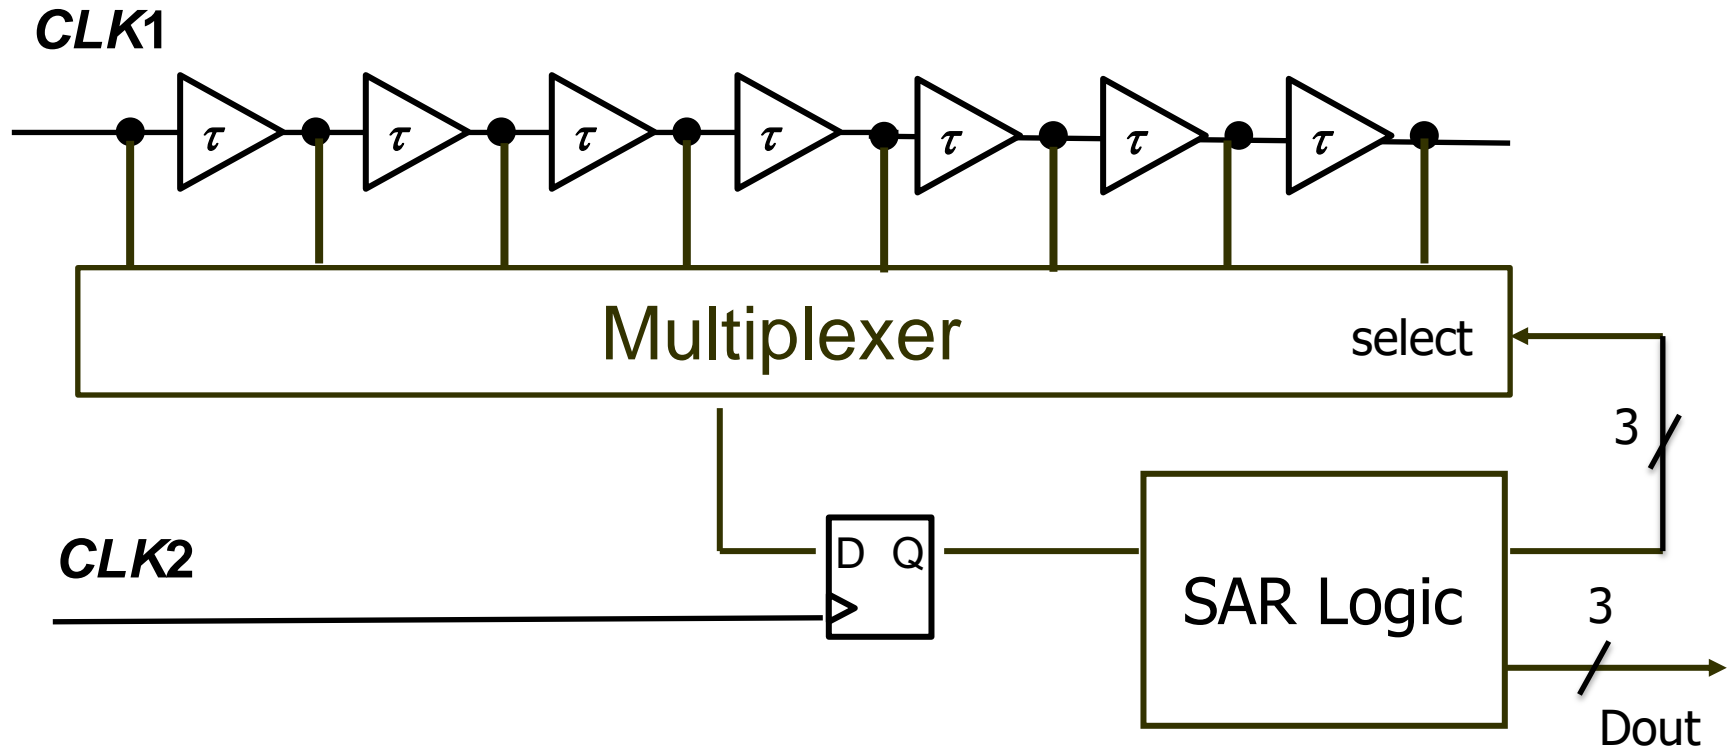 CLK1
τ τ τ τ τ τ τ
Multiplexer
select
3
CLK2
D Q
SAR Logic
3
Dout